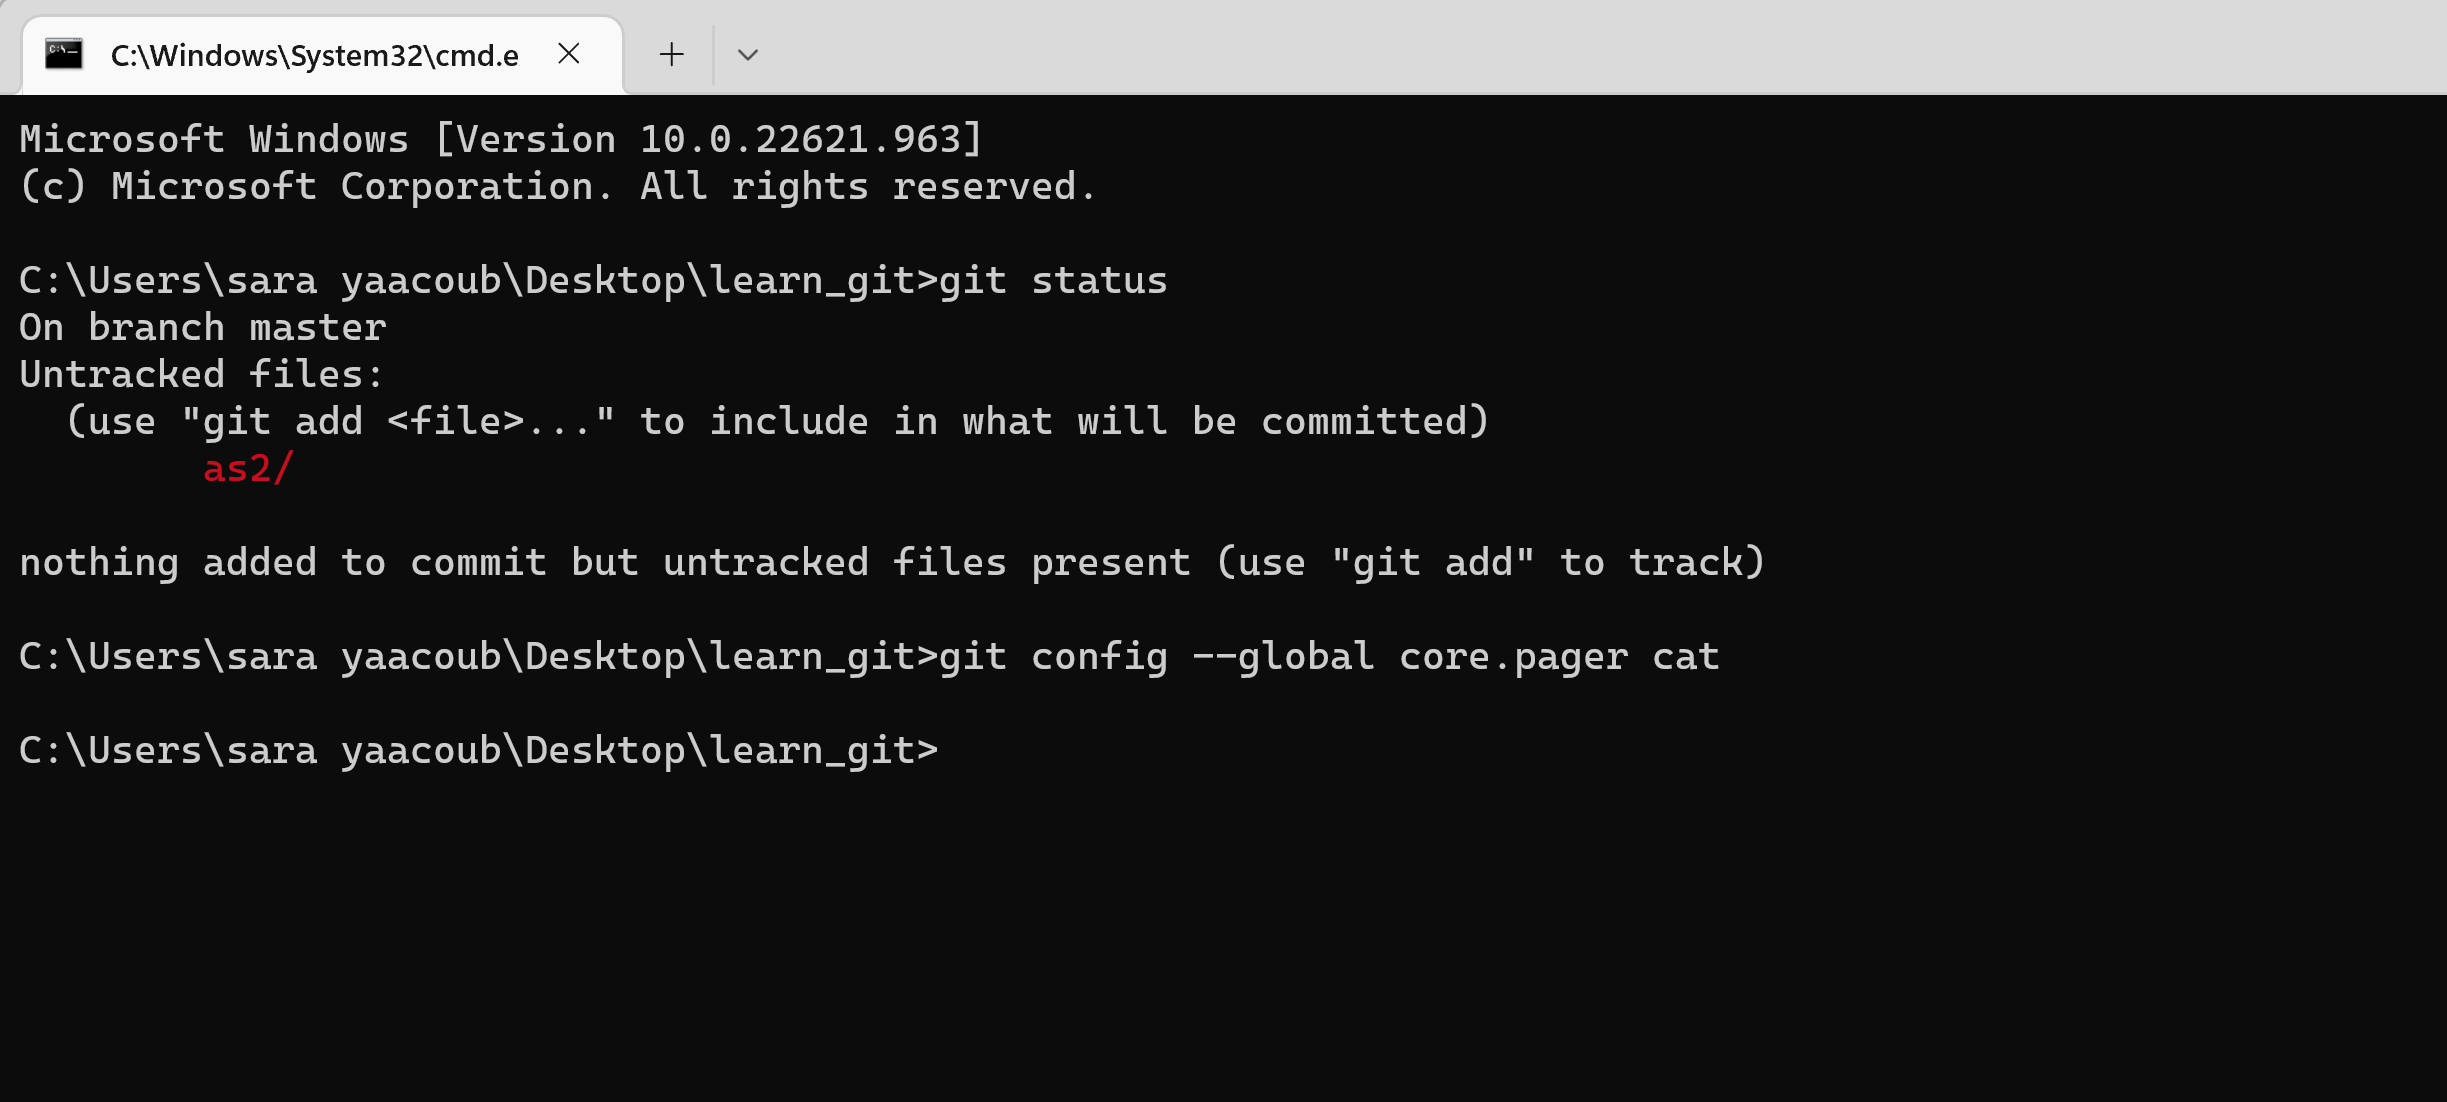 C:\Windows\System32\cmd.e
Microsoft Windows [Version 10.0.22621.963]
(c) Microsoft Corporation. All rights reserved.
C:\Users\sara yaacoub\Desktop\learn_git>git status
On branch master
Untracked files:
  (use "git add <file>..." to include in what will be committed)
        as2/
nothing added to commit but untracked files present (use "git add" to track)
C:\Users\sara yaacoub\Desktop\learn_git>git config --global core.pager cat
C:\Users\sara yaacoub\Desktop\learn_git>